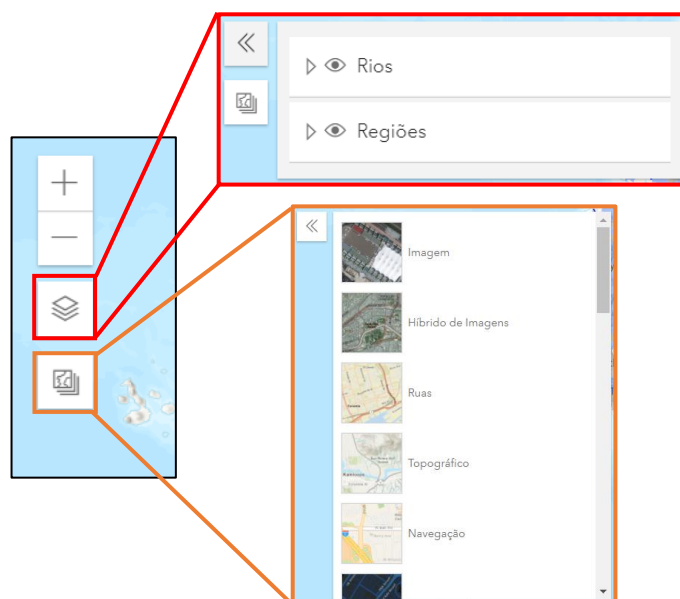 Rios
Regiões
Imagem
Híbrido de Imagens
Ruas
Topográfico
Navegação